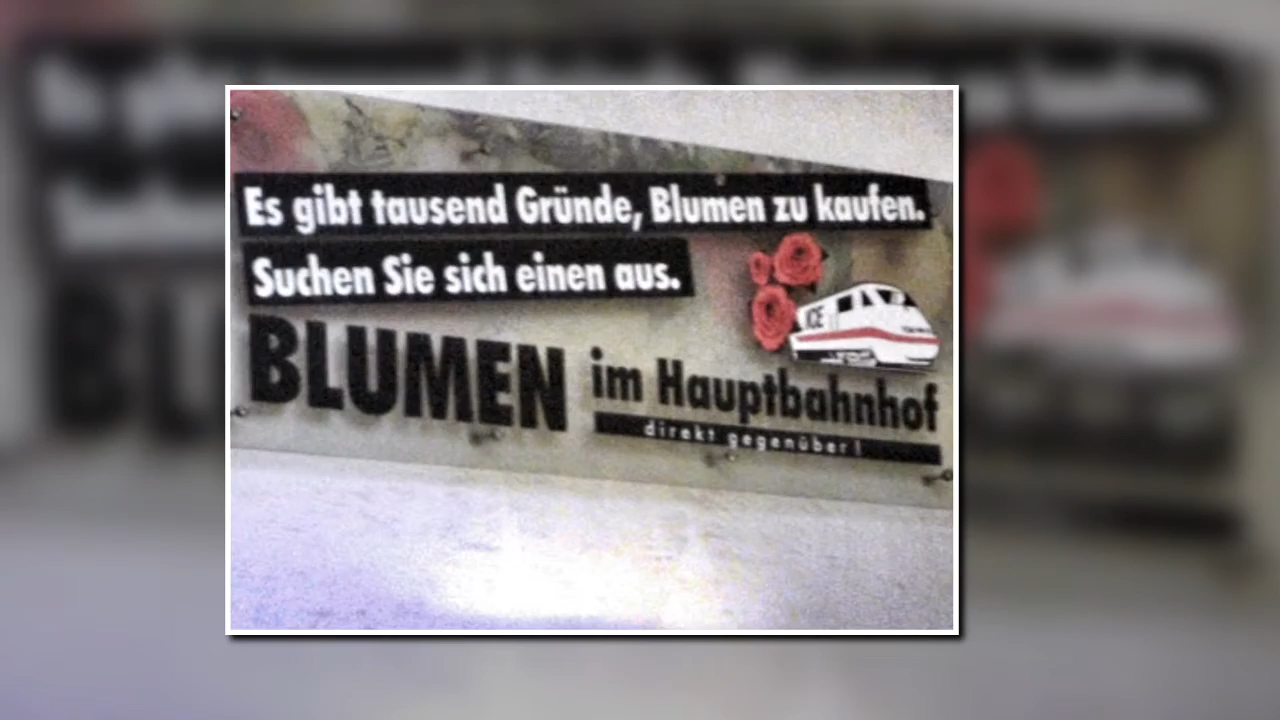 Es gibt tausend Gründe, Blumen zu kaufen.
Suchen Sie sich einen aus.
ICE
BLUMEN im Hauptbahnhof
direkt gegenüber!